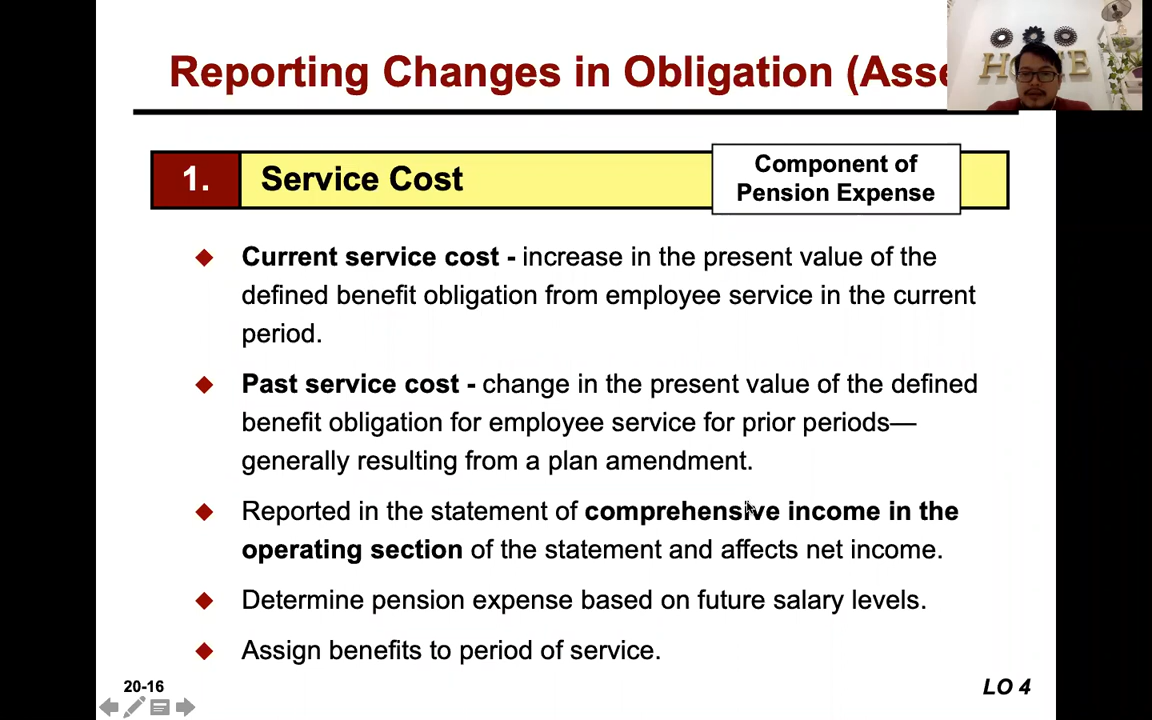 Reporting Changes in Obligation (Asse
HOME
1.
Service Cost
Component of
Pension Expense
◆ Current service cost - increase in the present value of the
defined benefit obligation from employee service in the current
period.
◆ Past service cost - change in the present value of the defined
benefit obligation for employee service for prior periods—
generally resulting from a plan amendment.
◆ Reported in the statement of comprehensive income in the
operating section of the statement and affects net income.
◆ Determine pension expense based on future salary levels.
◆ Assign benefits to period of service.
20-16
LO 4